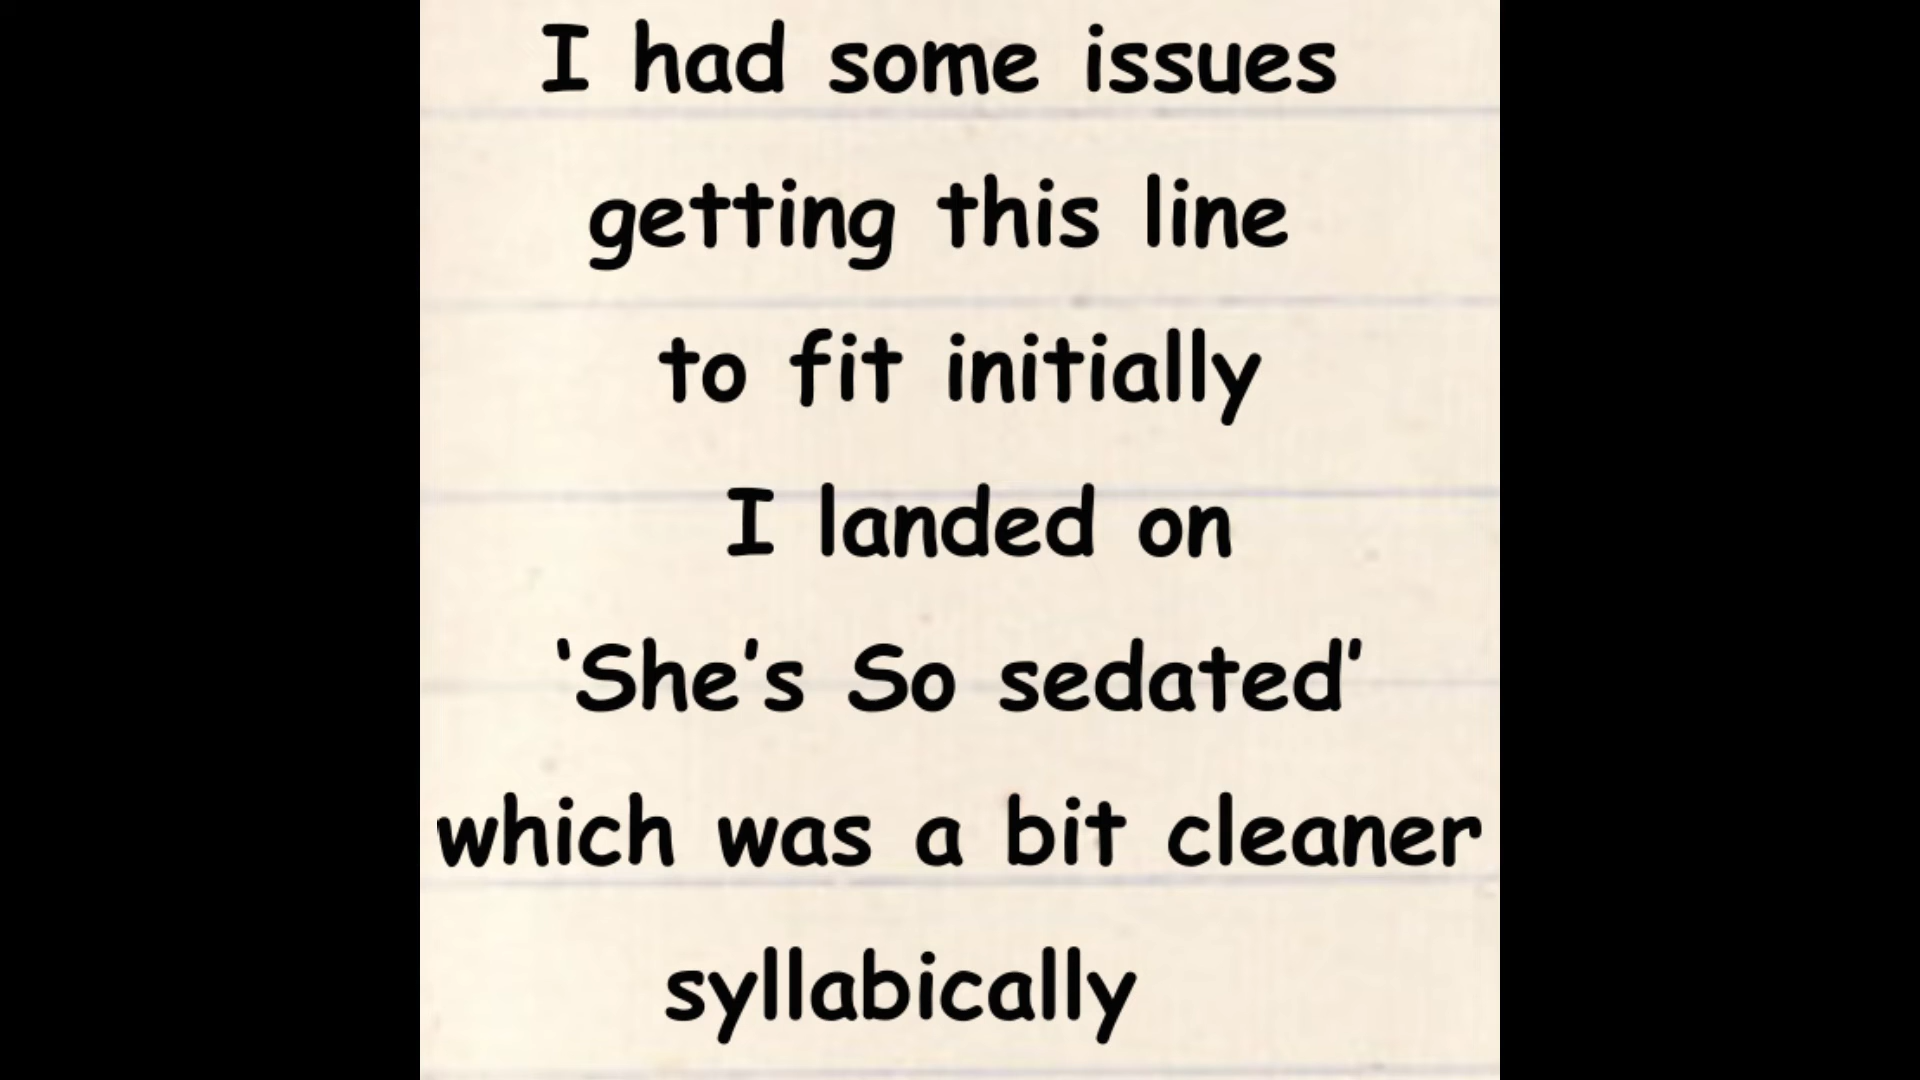 I had some issues
getting this line
to fit initially
I landed on
‘She’s So sedated’
which was a bit cleaner
syllabically